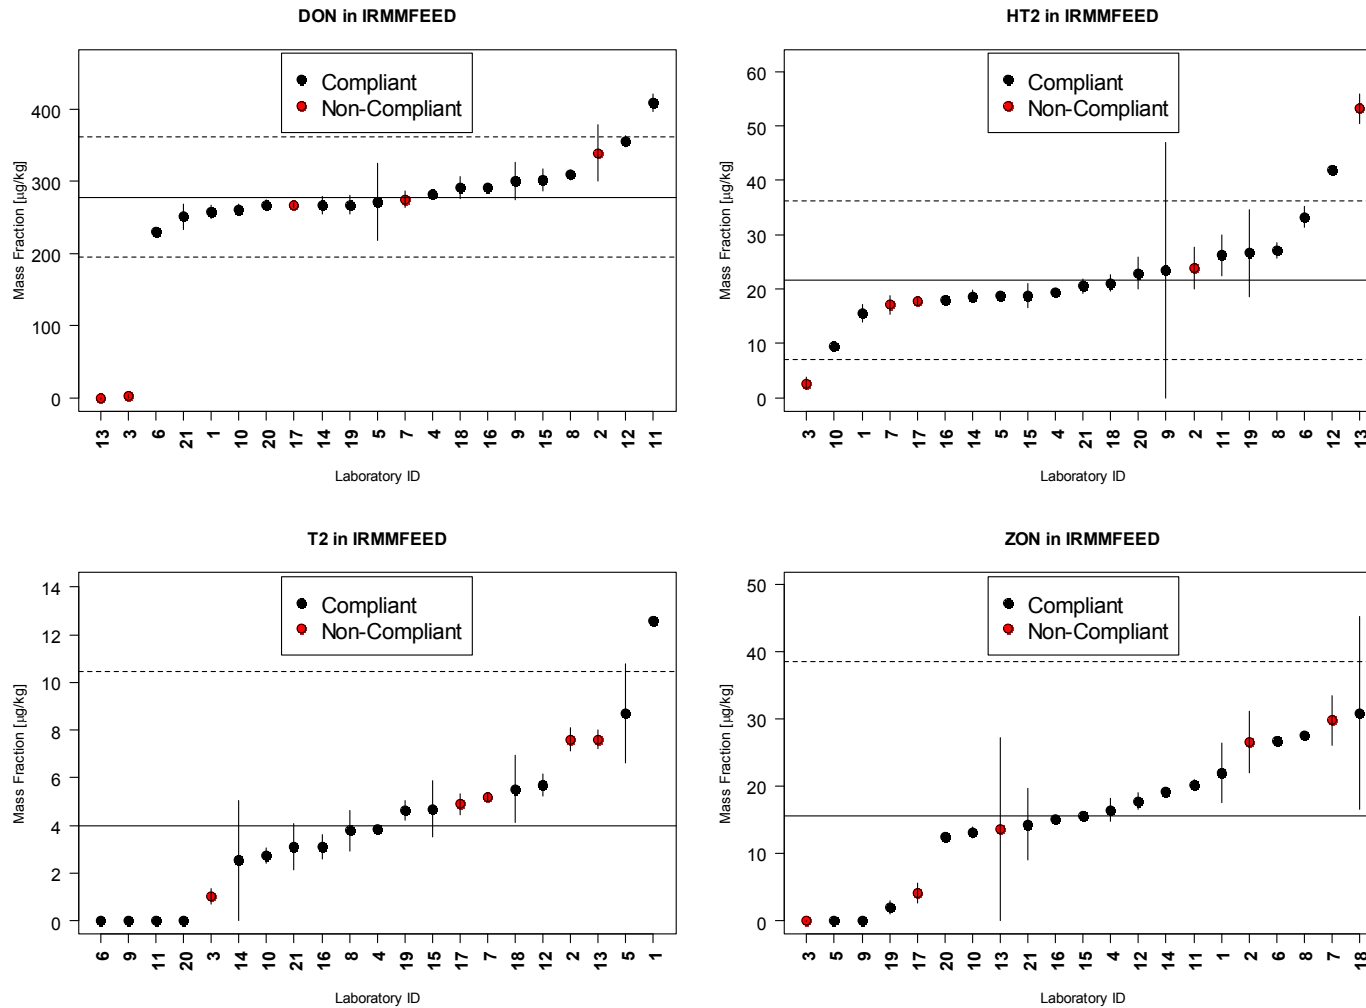 DON in IRMMFEED
Compliant
Non-Compliant
Mass Fraction [µg/kg]
400
300
200
100
0
13 3 6 21 1 10 20 17 14 19 5 7 4 18 16 9 15 8 2 12 11
Laboratory ID
HT2 in IRMMFEED
Compliant
Non-Compliant
Mass Fraction [µg/kg]
60
50
40
30
20
10
0
3 10 1 7 17 16 14 5 15 4 21 18 20 9 2 11 19 8 6 12 13
Laboratory ID
T2 in IRMMFEED
Compliant
Non-Compliant
Mass Fraction [µg/kg]
14
12
10
8
6
4
2
0
6 9 11 20 3 14 10 21 16 8 4 19 15 17 7 18 12 2 13 5 1
Laboratory ID
ZON in IRMMFEED
Compliant
Non-Compliant
Mass Fraction [µg/kg]
50
40
30
20
10
0
3 5 9 19 17 20 10 13 21 16 15 4 12 14 11 1 2 6 8 7 18
Laboratory ID